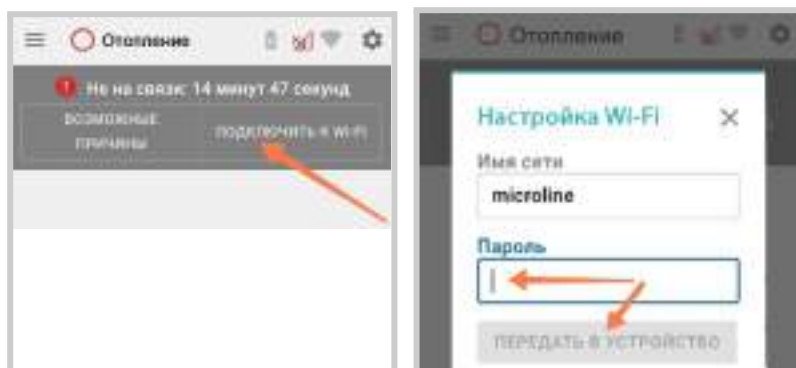 Отопление
Не на связи: 14 минут 47 секунд
ВОЗМОЖНЫЕ
ПРИЧИНЫ
ПОДКЛЮЧИТЬ К WI-FI
Отопление
Настройка WI-FI
Имя сети
microline
Пароль
ПЕРЕДАТЬ В УСТРОЙСТВО